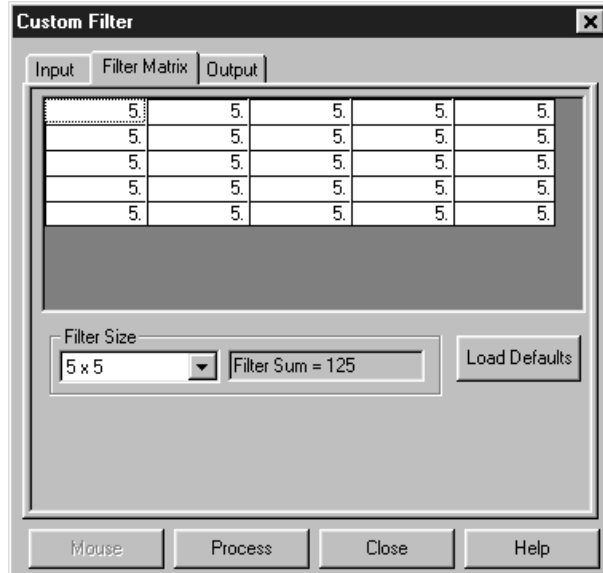 Custom Filter
Input Filter Matrix Output
5. 5. 5. 5. 5.
5. 5. 5. 5. 5.
5. 5. 5. 5. 5.
5. 5. 5. 5. 5.
5. 5. 5. 5. 5.
Filter Size
5 x 5 Filter Sum = 125 Load Defaults
Mouse Process Close Help